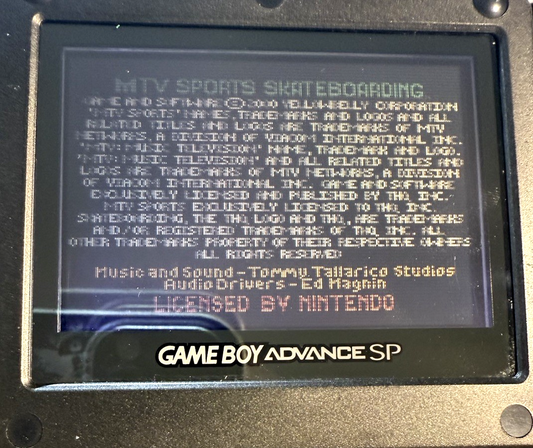 MTV SPORTS SKATEBOARDING
GAME AND SOFTWARE © 2000 YELLOWBELLY CORPORATION
'MTV SPORTS' NAMES, TRADEMARKS AND LOGOS AND ALL
RELATED TITLES AND LOGOS ARE TRADEMARKS OF MTV
NETWORKS, A DIVISION OF VIACOM INTERNATIONAL INC.
'MTV: MUSIC TELEVISION' NAME, TRADEMARK AND LOGO,
'MTV: MUSIC TELEVISION' AND ALL RELATED TITLES AND
LOGOS ARE TRADEMARKS OF MTV NETWORKS, A DIVISION
OF VIACOM INTERNATIONAL INC. GAME AND SOFTWARE
EXCLUSIVELY LICENSED AND PUBLISHED BY THQ INC.
MTV SPORTS EXCLUSIVELY LICENSED TO THQ INC.
SKATEBOARDING, THE THQ LOGO AND THQ, ARE TRADEMARKS
AND/OR REGISTERED TRADEMARKS OF THQ INC. ALL
OTHER TRADEMARKS PROPERTY OF THEIR RESPECTIVE OWNERS
ALL RIGHTS RESERVED
Music and Sound - Tommy Tallarico Studios
Audio Drivers - Ed Magnin
LICENSED BY NINTENDO
GAME BOY ADVANCE SP